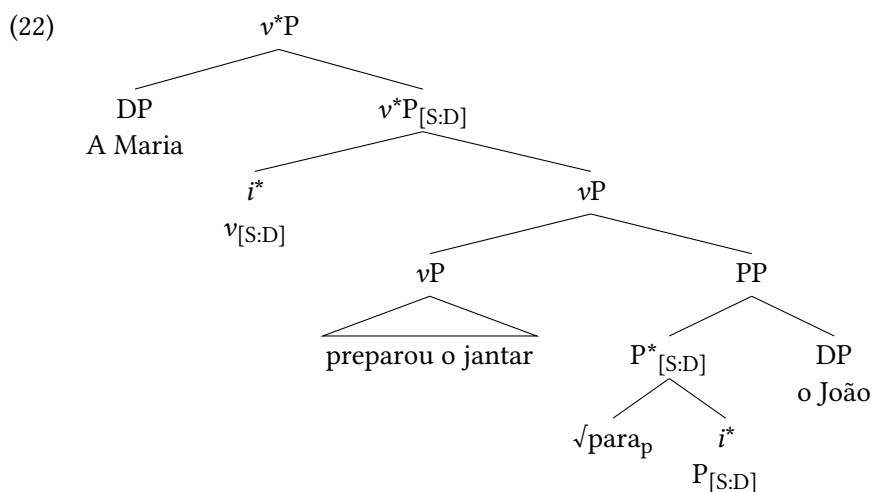 (22) v*P
DP v*P[S:D]
A Maria
i* vP
v[S:D]
vP PP
preparou o jantar P*[S:D] DP
o João
√parap i*
P[S:D]